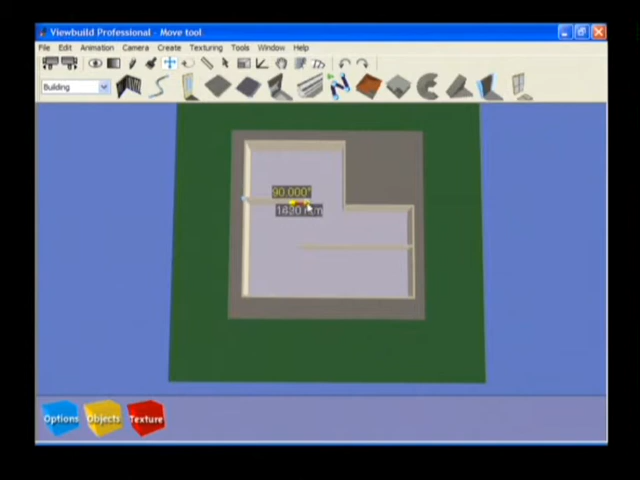 Viewbuild Professional - Move tool
File Edit Animation Camera Create Texturing Tools Window Help
Building
90.000°
Options Objects Texture